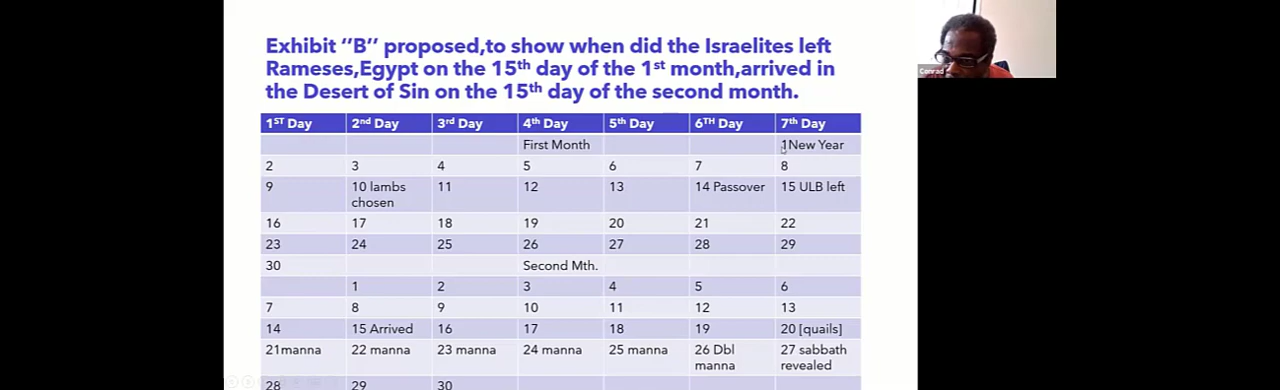 Exhibit "B" proposed,to show when did the Israelites left
Rameses,Egypt on the 15th day of the 1st month,arrived in
the Desert of Sin on the 15th day of the second month.
Conrad
1ST Day 2nd Day 3rd Day 4th Day 5th Day 6TH Day 7th Day
First Month 1New Year
2 3 4 5 6 7 8
9 10 lambs chosen 11 12 13 14 Passover 15 ULB left
16 17 18 19 20 21 22
23 24 25 26 27 28 29
30 Second Mth.
1 2 3 4 5 6
7 8 9 10 11 12 13
14 15 Arrived 16 17 18 19 20 [quails]
21manna 22 manna 23 manna 24 manna 25 manna 26 Dbl manna 27 sabbath revealed
28 29 30